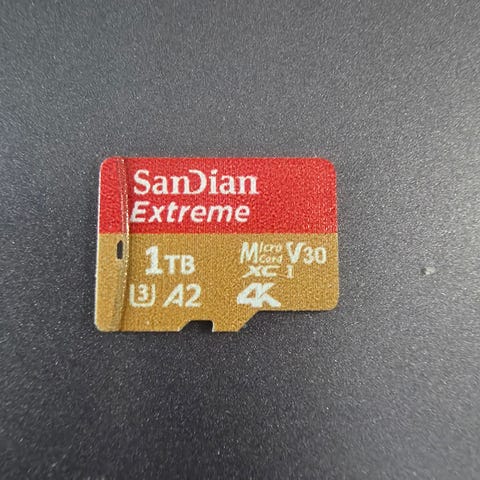 SanDian
Extreme
1TB Micro Card XC I V30
U3 A2 4K